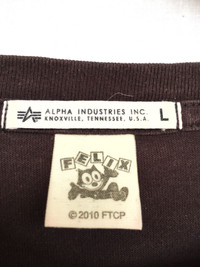 ALPHA INDUSTRIES INC.
KNOXVILLE, TENNESSEE, U.S.A.
L
FELIX
© 2010 FTCP